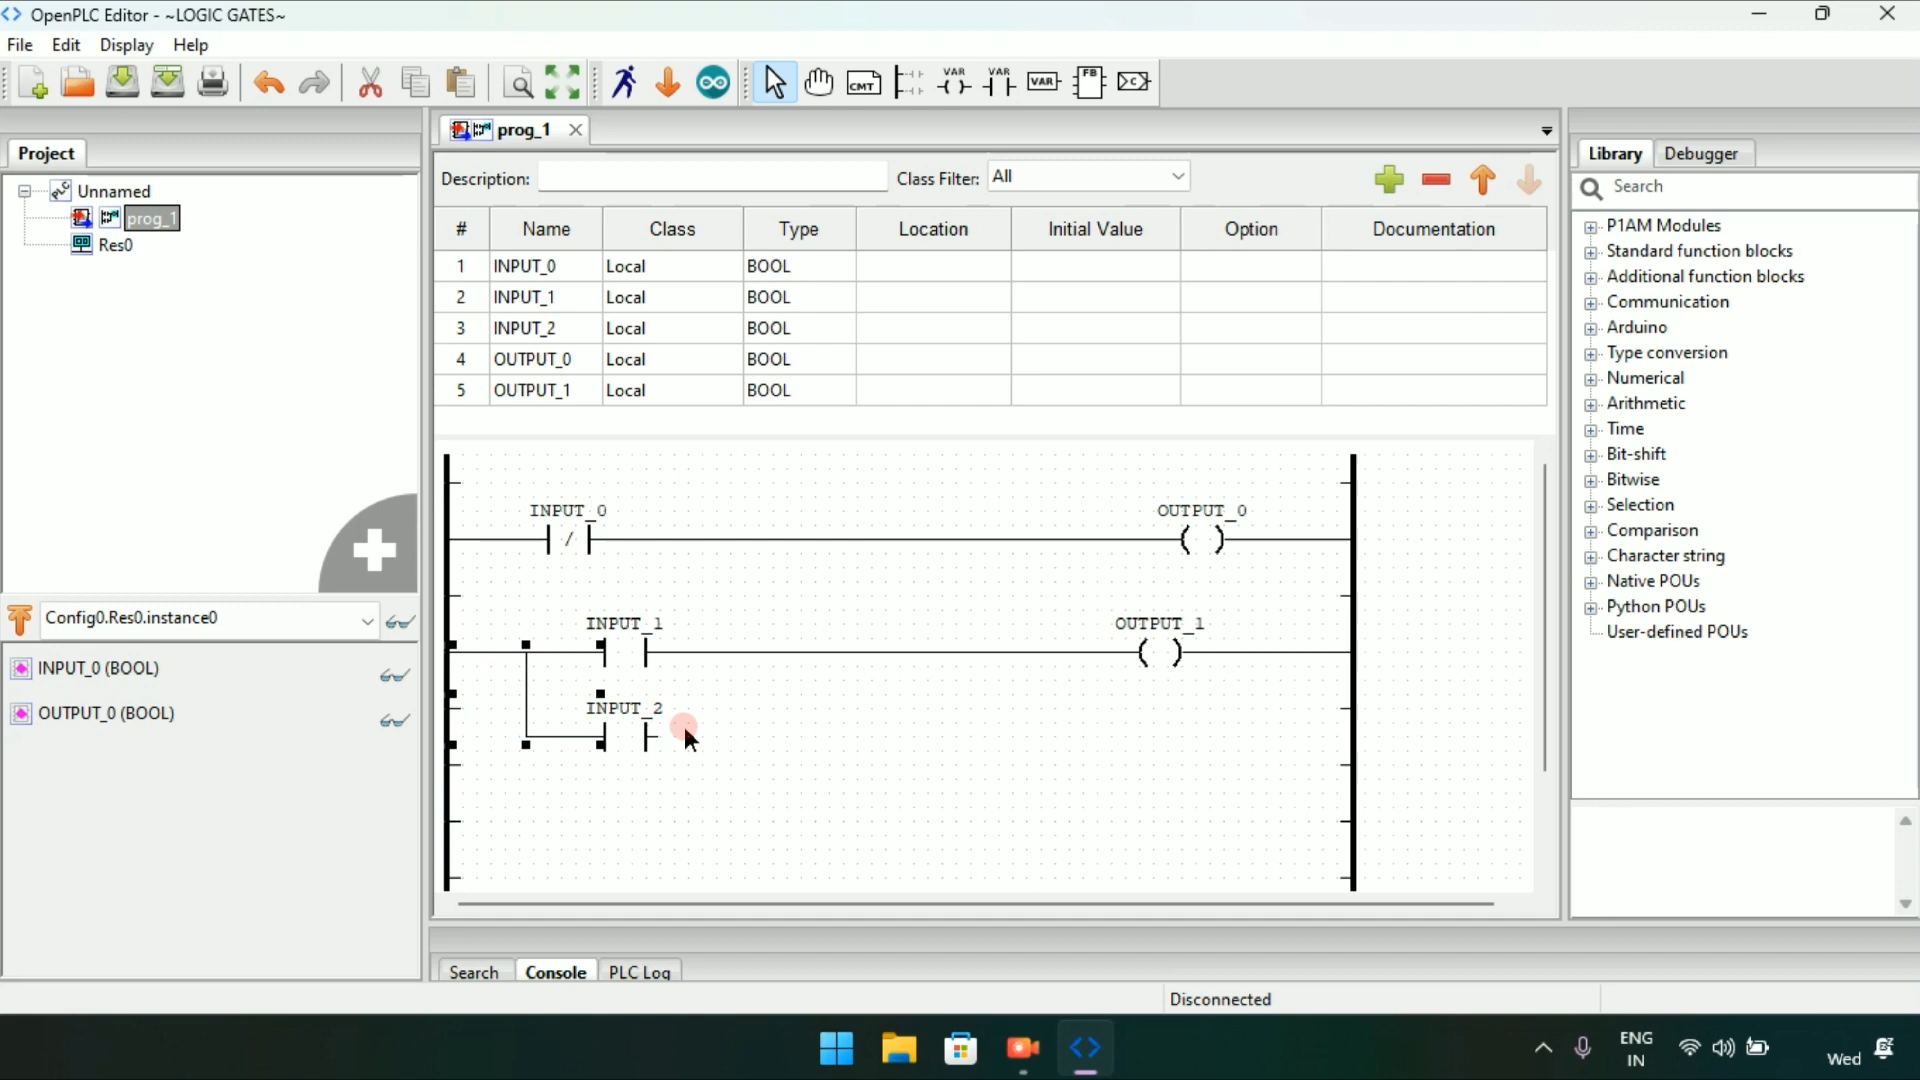 OpenPLC Editor - ~LOGIC GATES~
File Edit Display Help
CMT VAR VAR VAR FB C
prog_1
Project
Library Debugger
Description: Class Filter: All
Search
Unnamed
prog_1
Res0
# Name Class Type Location Initial Value Option Documentation
1 INPUT_0 Local BOOL
2 INPUT_1 Local BOOL
3 INPUT_2 Local BOOL
4 OUTPUT_0 Local BOOL
5 OUTPUT_1 Local BOOL
P1AM Modules
Standard function blocks
Additional function blocks
Communication
Arduino
Type conversion
Numerical
Arithmetic
Time
Bit-shift
Bitwise
Selection
Comparison
Character string
Native POUs
Python POUs
User-defined POUs
INPUT_0 OUTPUT_0
INPUT_1 OUTPUT_1
INPUT_2
Config0.Res0.instance0
INPUT_0 (BOOL)
OUTPUT_0 (BOOL)
Search Console PLC Log
Disconnected
ENG
IN
Wed